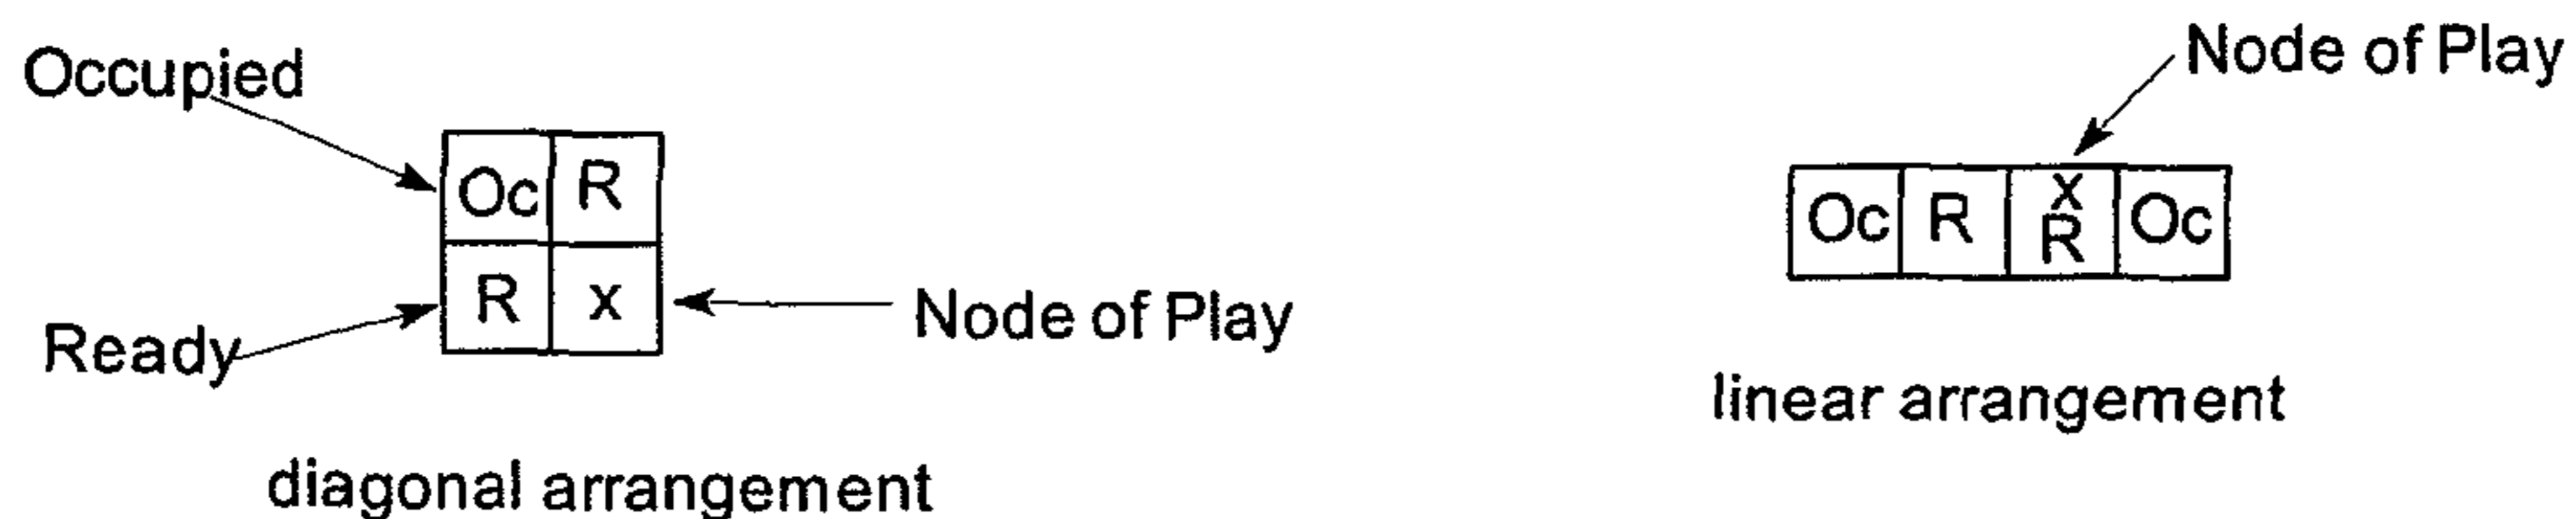 Occupied
Oc R
R x
Ready
Node of Play
diagonal arrangement
Node of Play
Oc R x R Oc
linear arrangement